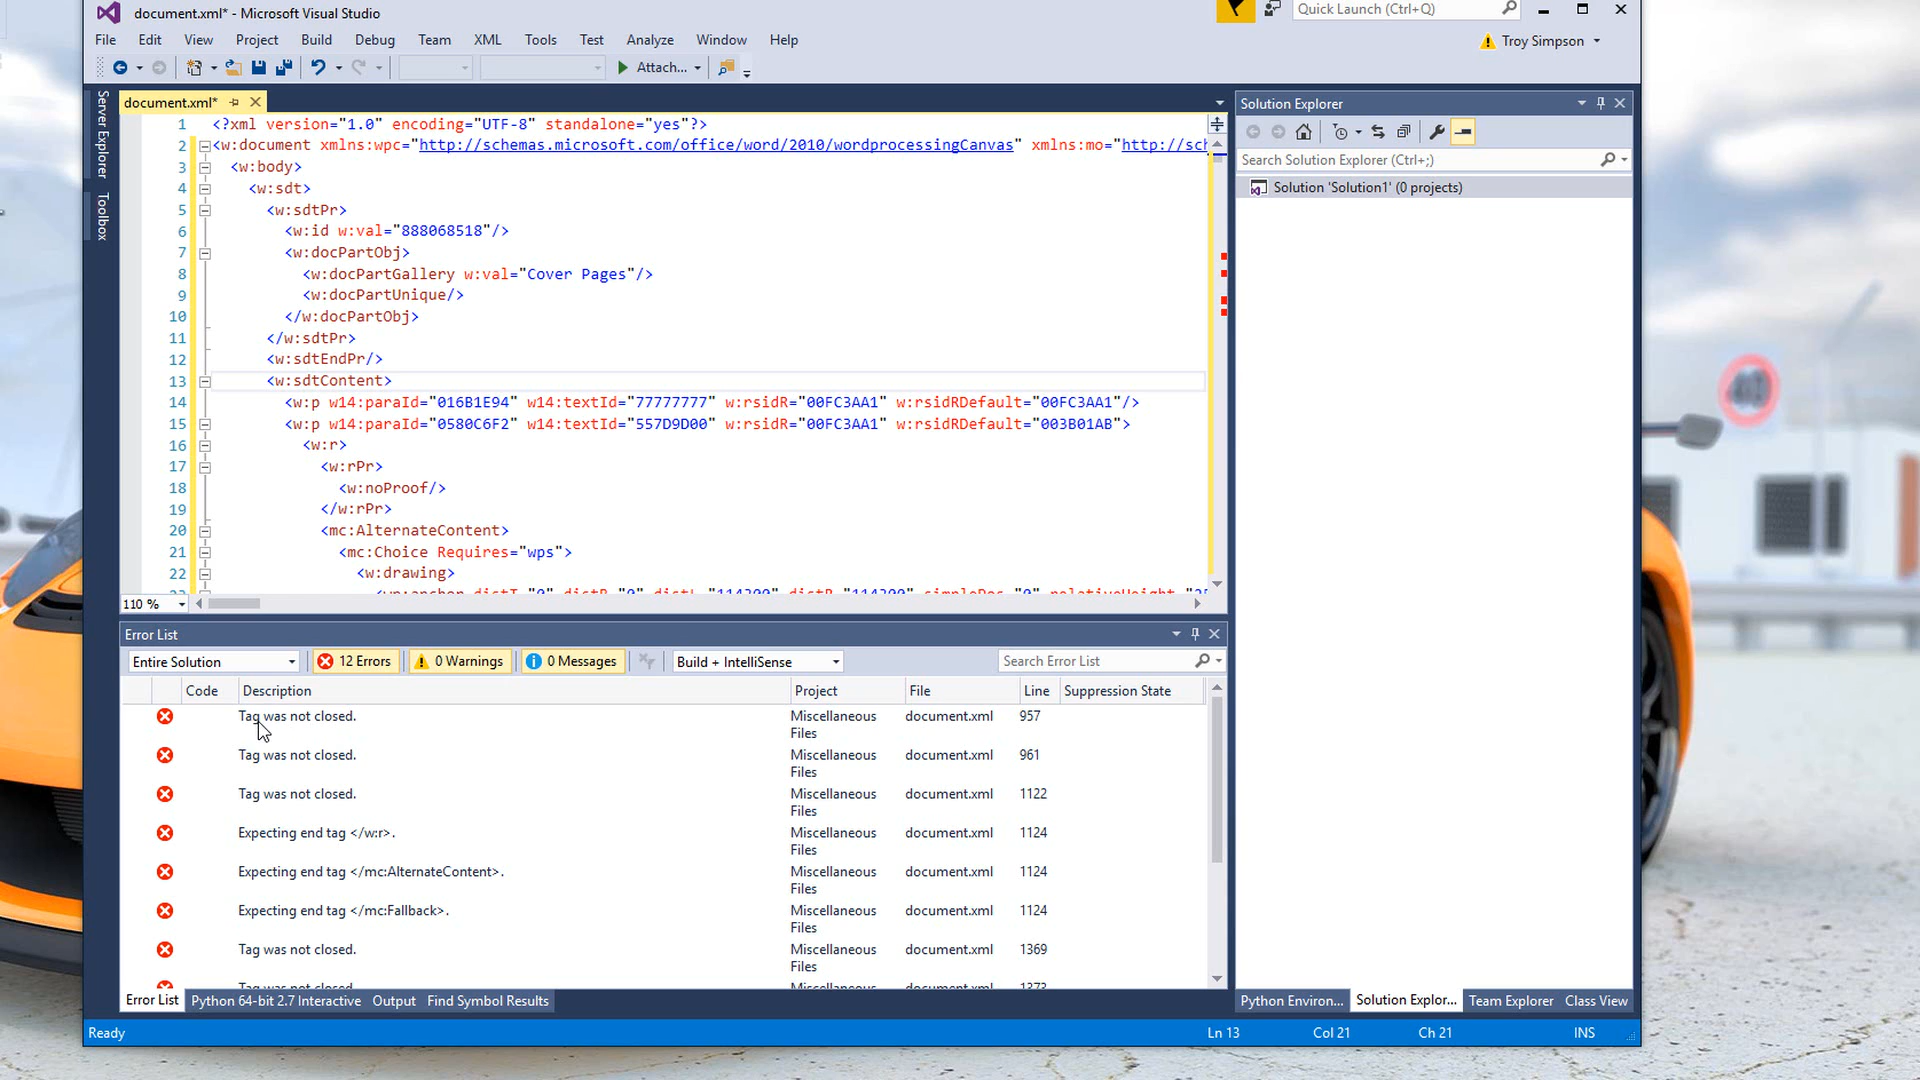 document.xml* - Microsoft Visual Studio
Quick Launch (Ctrl+Q)
File Edit View Project Build Debug Team XML Tools Test Analyze Window Help
Troy Simpson
Attach...
Server Explorer
Toolbox
document.xml*
1 <?xml version="1.0" encoding="UTF-8" standalone="yes"?>
2 <w:document xmlns:wpc="http://schemas.microsoft.com/office/word/2010/wordprocessingCanvas" xmlns:mo="http://sch
3 <w:body>
4 <w:sdt>
5 <w:sdtPr>
6 <w:id w:val="888068518"/>
7 <w:docPartObj>
8 <w:docPartGallery w:val="Cover Pages"/>
9 <w:docPartUnique/>
10 </w:docPartObj>
11 </w:sdtPr>
12 <w:sdtEndPr/>
13 <w:sdtContent>
14 <w:p w14:paraId="016B1E94" w14:textId="77777777" w:rsidR="00FC3AA1" w:rsidRDefault="00FC3AA1"/>
15 <w:p w14:paraId="0580C6F2" w14:textId="557D9D00" w:rsidR="00FC3AA1" w:rsidRDefault="003B01AB">
16 <w:r>
17 <w:rPr>
18 <w:noProof/>
19 </w:rPr>
20 <mc:AlternateContent>
21 <mc:Choice Requires="wps">
22 <w:drawing>
110 %
Solution Explorer
Search Solution Explorer (Ctrl+;)
Solution 'Solution1' (0 projects)
Error List
Entire Solution 12 Errors 0 Warnings 0 Messages Build + IntelliSense Search Error List
Code Description Project File Line Suppression State
Tag was not closed. Miscellaneous Files document.xml 957
Tag was not closed. Miscellaneous Files document.xml 961
Tag was not closed. Miscellaneous Files document.xml 1122
Expecting end tag </w:r>. Miscellaneous Files document.xml 1124
Expecting end tag </mc:AlternateContent>. Miscellaneous Files document.xml 1124
Expecting end tag </mc:Fallback>. Miscellaneous Files document.xml 1124
Tag was not closed. Miscellaneous Files document.xml 1369
Error List Python 64-bit 2.7 Interactive Output Find Symbol Results
Python Environ... Solution Explor... Team Explorer Class View
Ready Ln 13 Col 21 Ch 21 INS